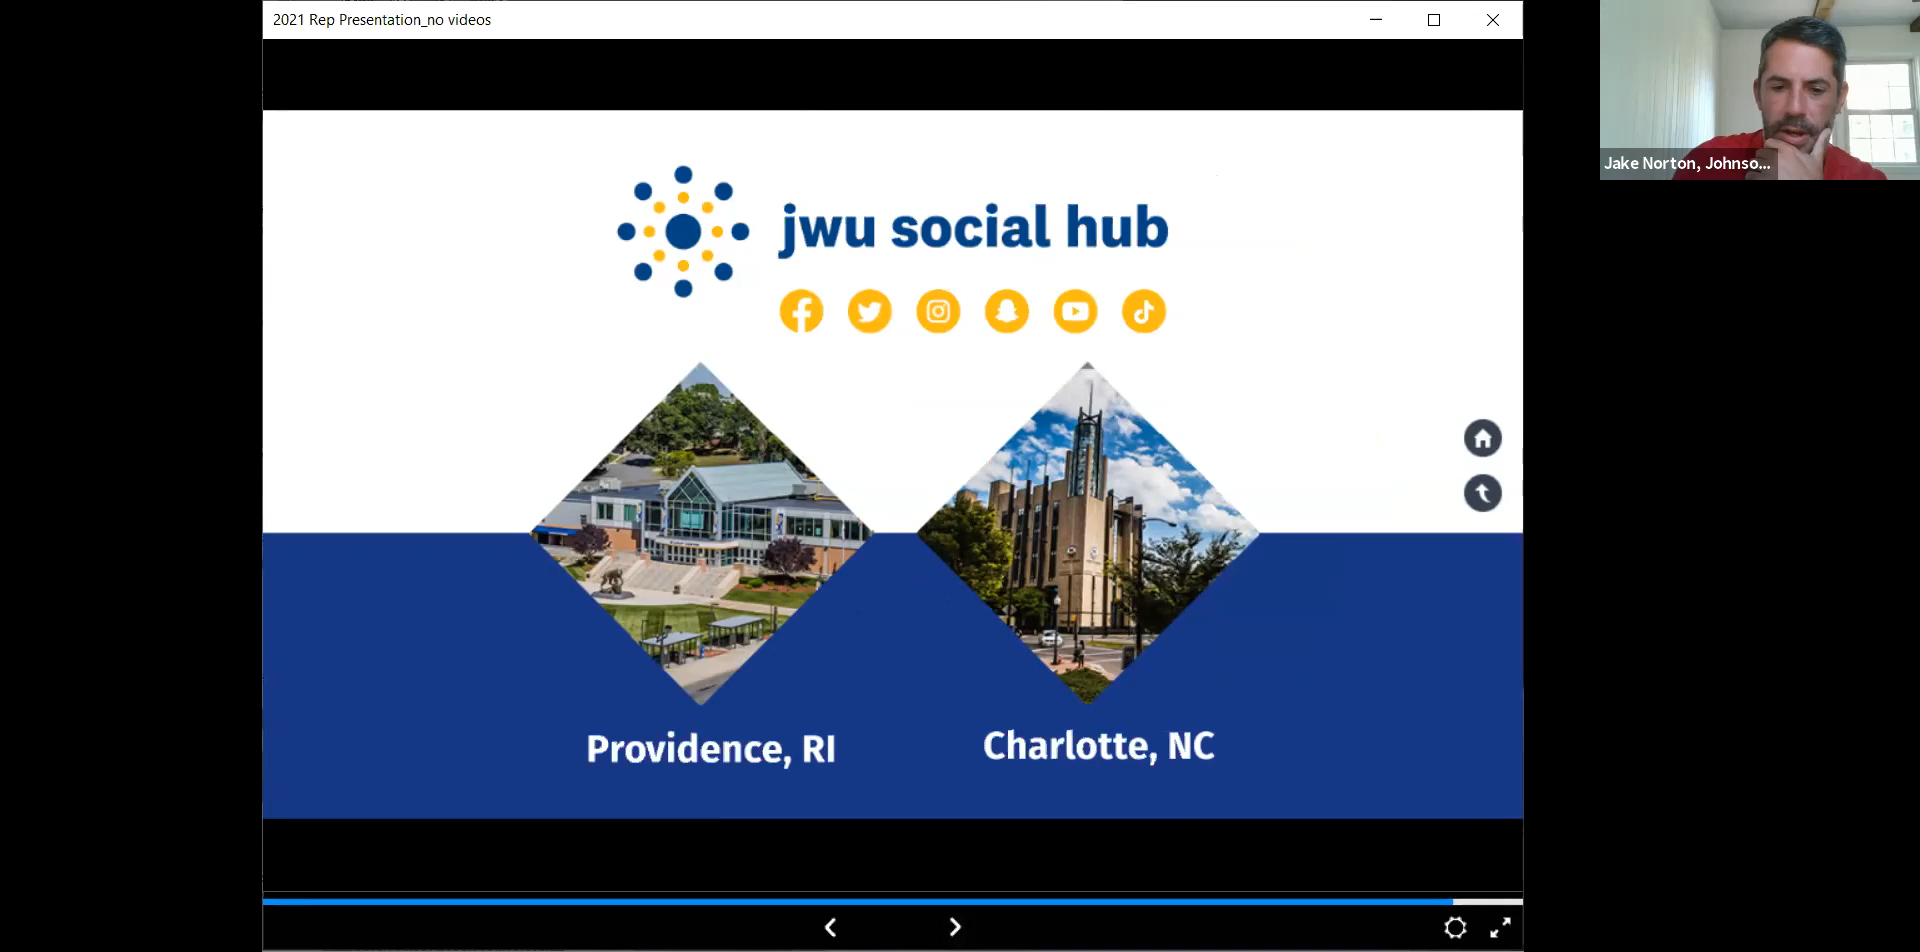 2021 Rep Presentation_no videos
Jake Norton, Johnso...
jwu social hub
Providence, RI
Charlotte, NC